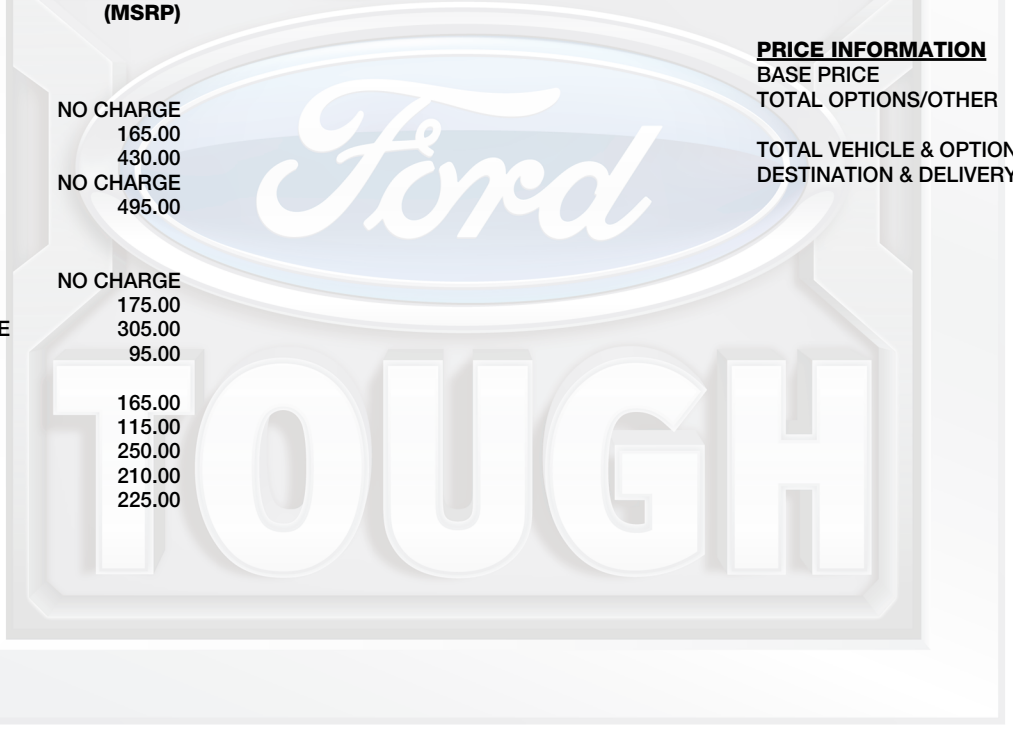 (MSRP)
NO CHARGE
165.00
430.00
NO CHARGE
495.00
NO CHARGE
175.00
E 305.00
95.00
165.00
115.00
250.00
210.00
225.00
PRICE INFORMATION
BASE PRICE
TOTAL OPTIONS/OTHER
TOTAL VEHICLE & OPTION
DESTINATION & DELIVERY
Ford
TOUGH